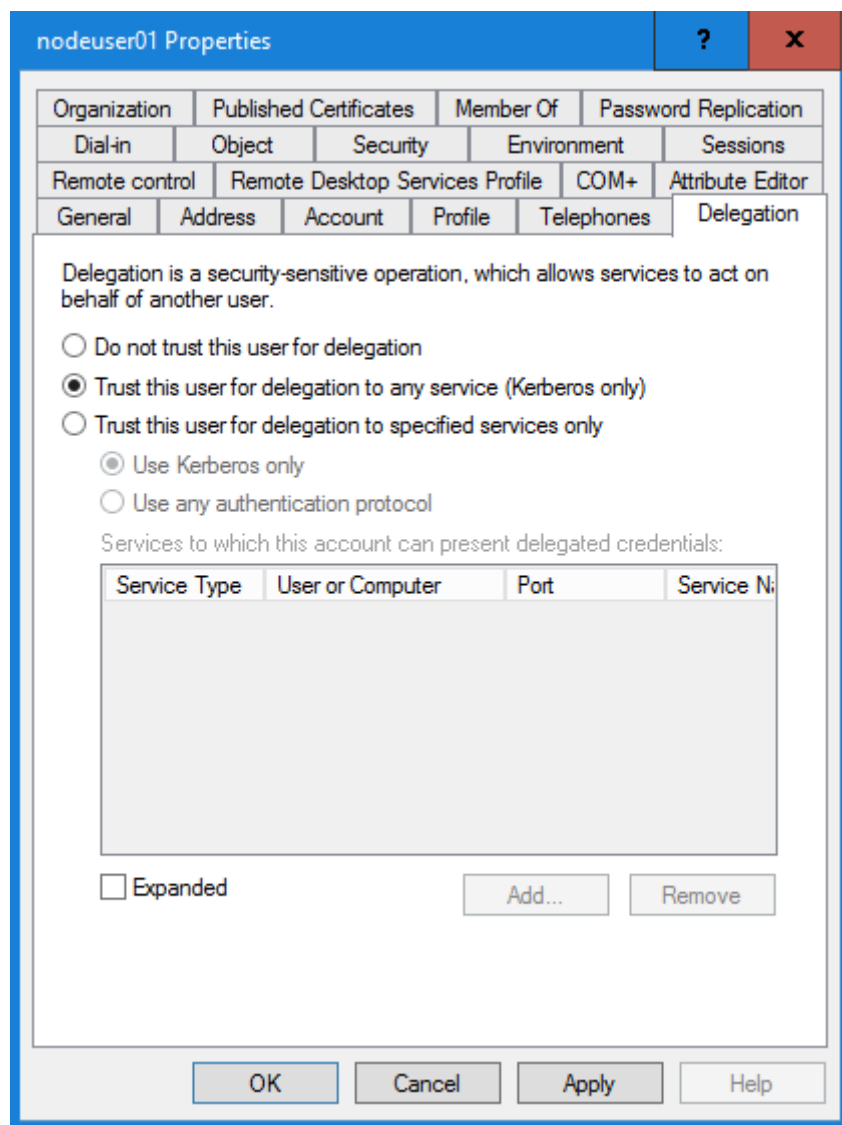 nodeuser01 Properties ? x
Organization Published Certificates Member Of Password Replication
Dial-in Object Security Environment Sessions
Remote control Remote Desktop Services Profile COM+ Attribute Editor
General Address Account Profile Telephones Delegation
Delegation is a security-sensitive operation, which allows services to act on
behalf of another user.
Do not trust this user for delegation
Trust this user for delegation to any service (Kerberos only)
Trust this user for delegation to specified services only
Use Kerberos only
Use any authentication protocol
Services to which this account can present delegated credentials:
Service Type User or Computer Port Service
Expanded Add... Remove
OK Cancel Apply Help